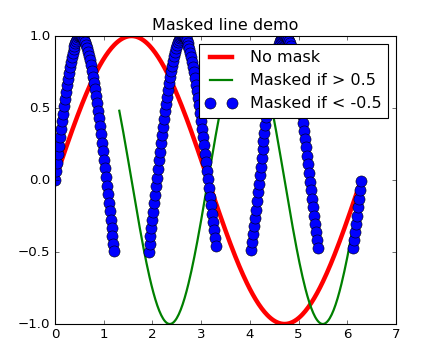 Masked line demo
No mask
Masked if > 0.5
Masked if < -0.5
1.0
0.5
0.0
−0.5
−1.0
0 1 2 3 4 5 6 7